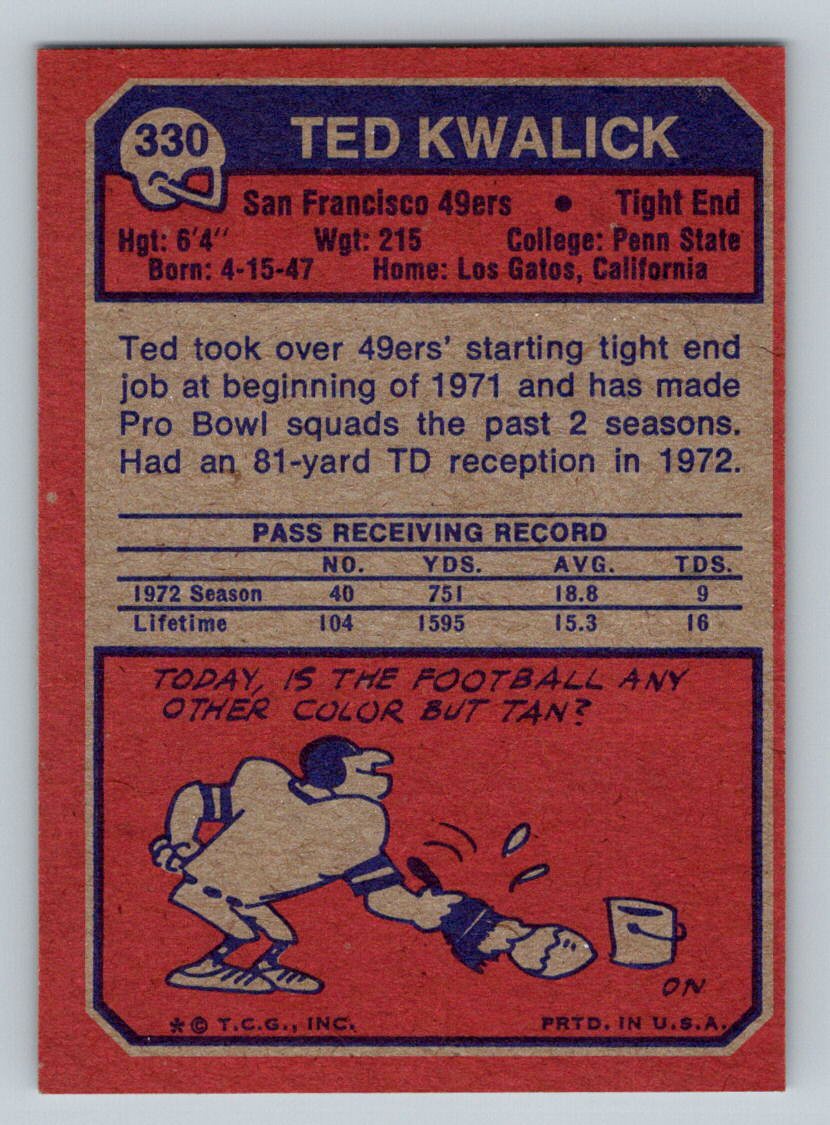 330
TED KWALICK
San Francisco 49ers • Tight End
Hgt: 6'4" Wgt: 215 College: Penn State
Born: 4-15-47 Home: Los Gatos, California
Ted took over 49ers' starting tight end
job at beginning of 1971 and has made
Pro Bowl squads the past 2 seasons.
Had an 81-yard TD reception in 1972.
PASS RECEIVING RECORD
NO. YDS. AVG. TDS.
1972 Season 40 751 18.8 9
Lifetime 104 1595 15.3 16
TODAY, IS THE FOOTBALL ANY
OTHER COLOR BUT TAN?
ON
* © T.C.G., INC. PRTD. IN U.S.A.